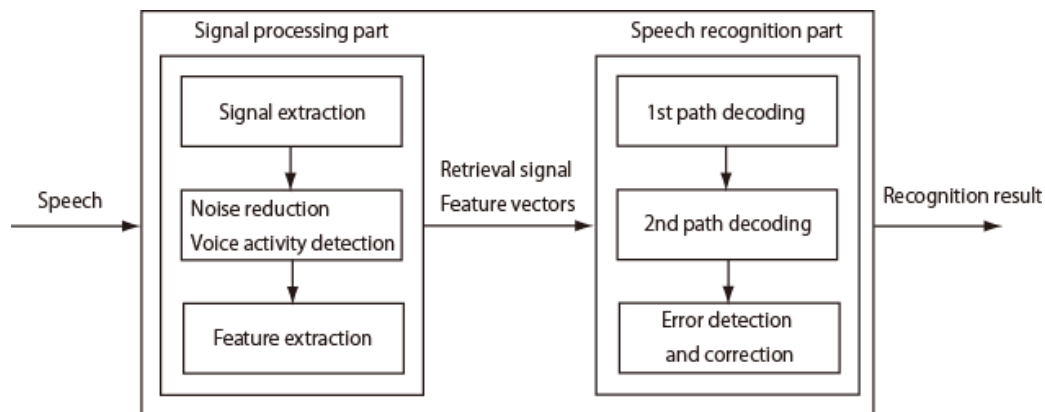 Signal processing part
Speech recognition part
Signal extraction
1st path decoding
Speech
Noise reduction
Voice activity detection
Retrieval signal
Feature vectors
2nd path decoding
Recognition result
Feature extraction
Error detection
and correction